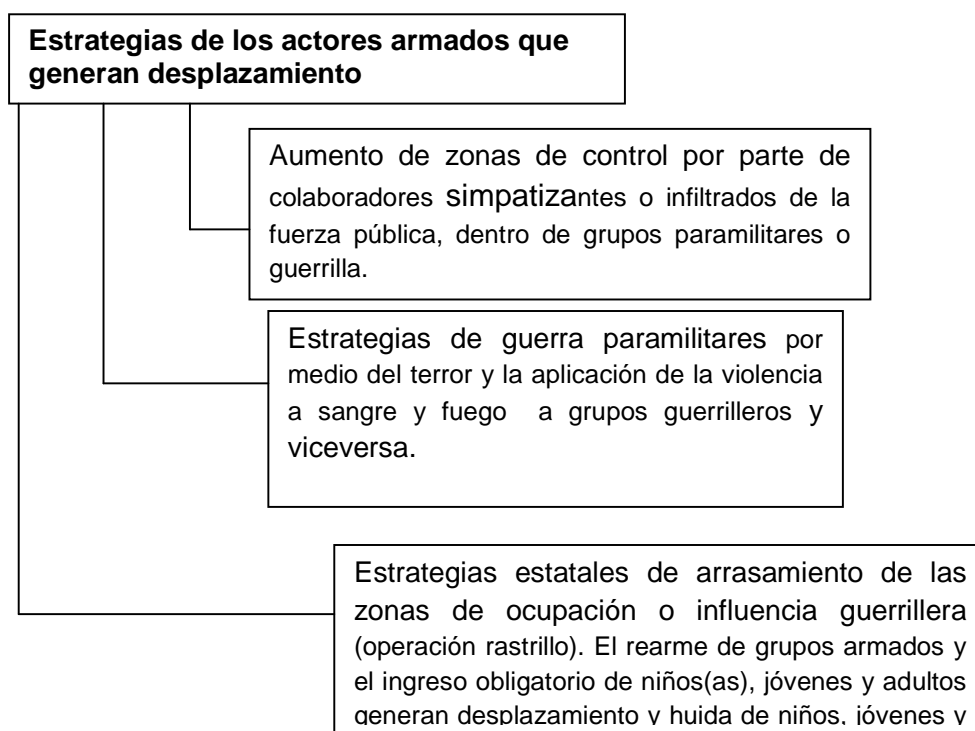 Estrategias de los actores armados que
generan desplazamiento
Aumento de zonas de control por parte de
colaboradores simpatizantes o infiltrados de la
fuerza pública, dentro de grupos paramilitares o
guerrilla.
Estrategias de guerra paramilitares por
medio del terror y la aplicación de la violencia
a sangre y fuego a grupos guerrilleros y
viceversa.
Estrategias estatales de arrasamiento de las
zonas de ocupación o influencia guerrillera
(operación rastrillo). El rearme de grupos armados y
el ingreso obligatorio de niños(as), jóvenes y adultos
generan desplazamiento y huida de niños, jóvenes y